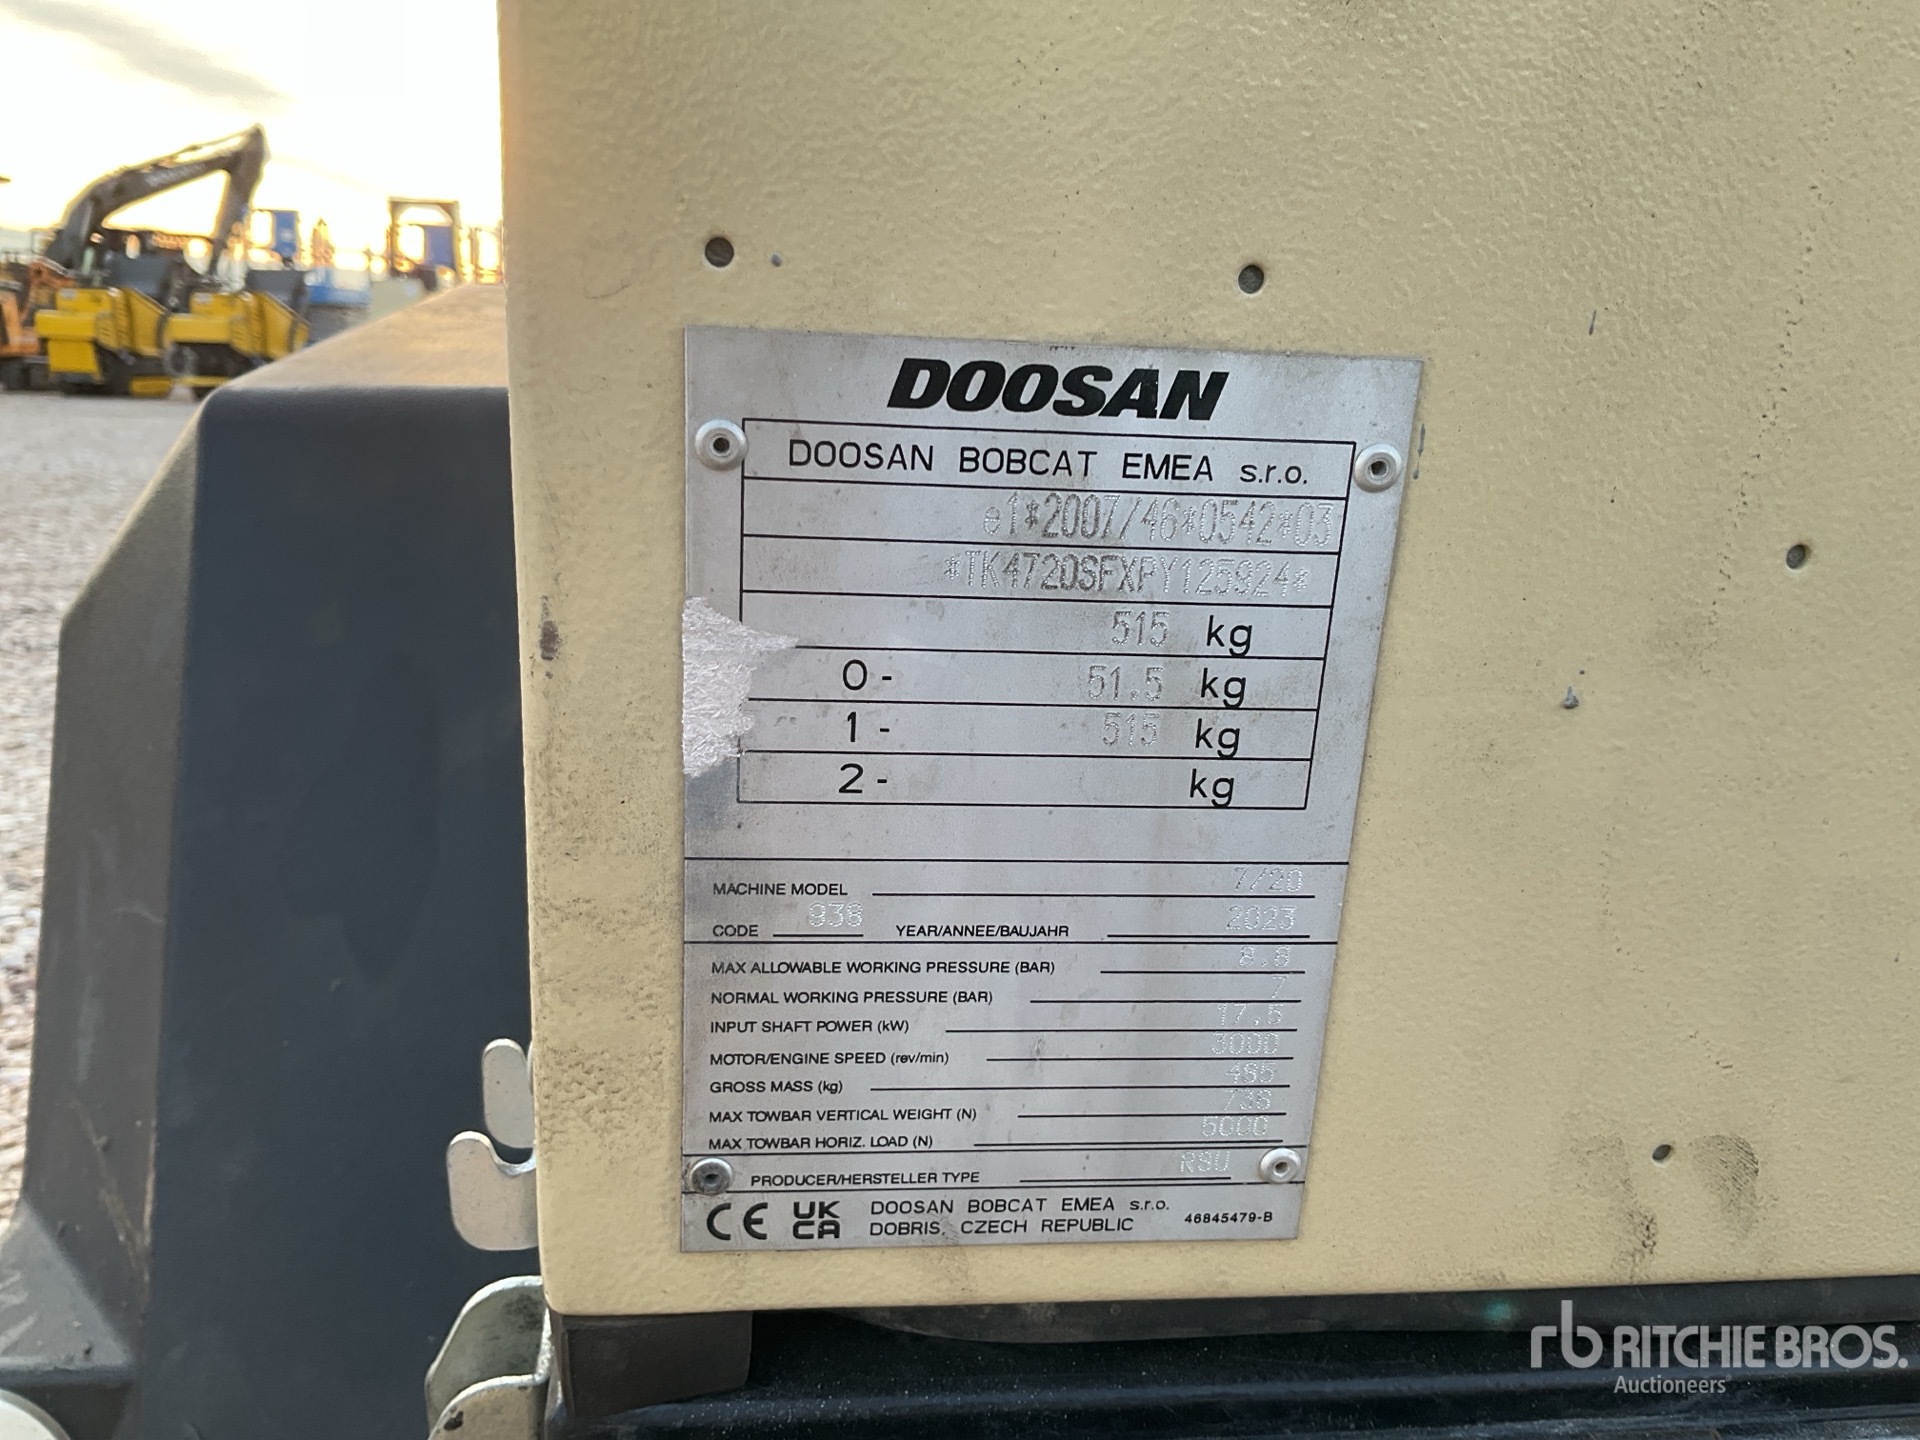 DOOSAN
DOOSAN BOBCAT EMEA s.r.o.
e1*2007/46*0542*03
*TK4720SFXPY125924*
515 kg
0 - 51.5 kg
1 - 515 kg
2 - kg
MACHINE MODEL 7/20
CODE 938 YEAR/ANNEE/BAUJAHR 2023
MAX ALLOWABLE WORKING PRESSURE (BAR) 8.8
NORMAL WORKING PRESSURE (BAR) 7
INPUT SHAFT POWER (kW) 17.5
MOTOR/ENGINE SPEED (rev/min) 3000
GROSS MASS (kg) 485
MAX TOWBAR VERTICAL WEIGHT (N) 736
MAX TOWBAR HORIZ. LOAD (N) 5000
PRODUCER/HERSTELLER TYPE RSU
CE UKCA DOOSAN BOBCAT EMEA s.r.o.
DOBRIS, CZECH REPUBLIC 46845479-B
rb RITCHIE BROS.
Auctioneers